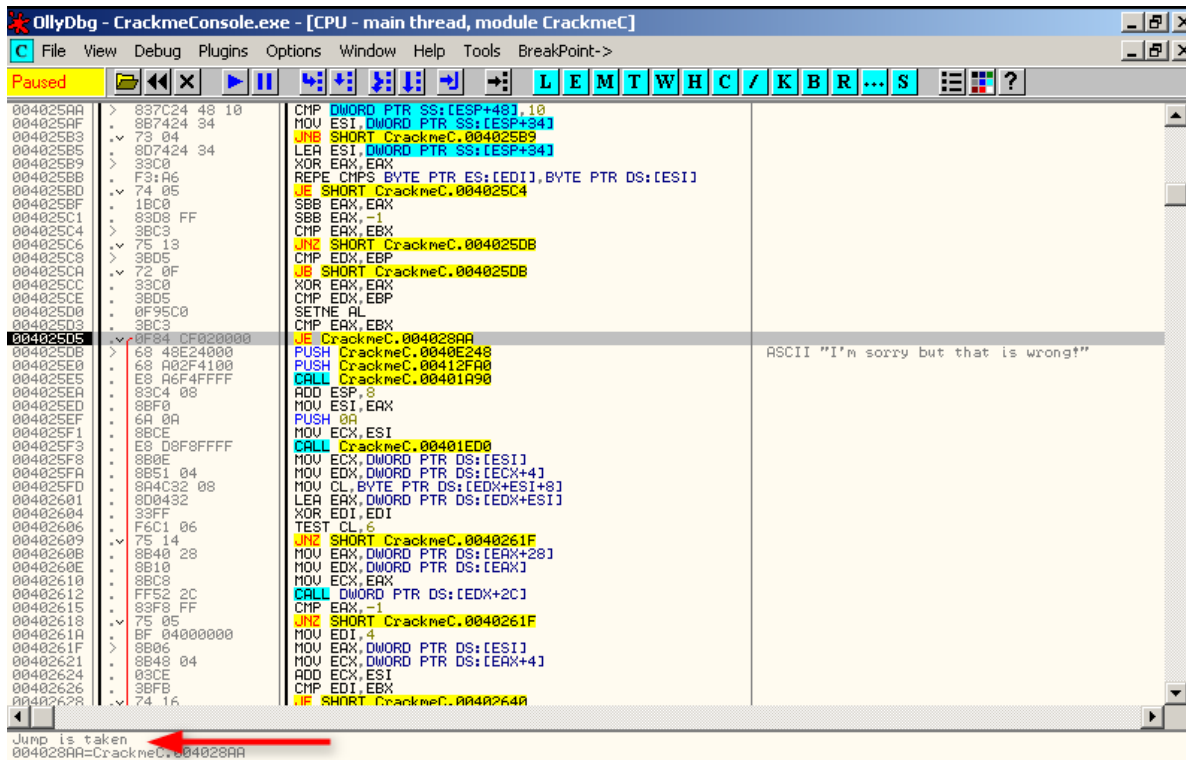 OllyDbg - CrackmeConsole.exe - [CPU - main thread, module CrackmeC]
C File View Debug Plugins Options Window Help Tools BreakPoint->
Paused L E M T W H C / K B R ... S ?
004025AA > 837C24 48 10 CMP DWORD PTR SS:[ESP+48],10
004025AF . 8B7424 34 MOV ESI,DWORD PTR SS:[ESP+34]
004025B3 .v 73 04 JNB SHORT CrackmeC.004025B9
004025B5 . 8D7424 34 LEA ESI,DWORD PTR SS:[ESP+34]
004025B9 > 33C0 XOR EAX,EAX
004025BB . F3:A6 REPE CMPS BYTE PTR ES:[EDI],BYTE PTR DS:[ESI]
004025BD .v 74 05 JE SHORT CrackmeC.004025C4
004025BF . 1BC0 SBB EAX,EAX
004025C1 . 83D8 FF SBB EAX,-1
004025C4 > 3BC3 CMP EAX,EBX
004025C6 .v 75 13 JNZ SHORT CrackmeC.004025DB
004025C8 > 3BD5 CMP EDX,EBP
004025CA .v 72 0F JB SHORT CrackmeC.004025DB
004025CC . 33C0 XOR EAX,EAX
004025CE . 3BD5 CMP EDX,EBP
004025D0 . 0F95C0 SETNE AL
004025D3 . 3BC3 CMP EAX,EBX
004025D5 .v 0F84 CF020000 JE CrackmeC.004028AA
004025DB > 68 48E24000 PUSH CrackmeC.0040E248 ASCII "I'm sorry but that is wrong!"
004025E0 . 68 A02F4100 PUSH CrackmeC.00412FA0
004025E5 . E8 A6F4FFFF CALL CrackmeC.00401A90
004025EA . 83C4 08 ADD ESP,8
004025ED . 8BF0 MOV ESI,EAX
004025EF . 6A 0A PUSH 0A
004025F1 . 8BCE MOV ECX,ESI
004025F3 . E8 D8F8FFFF CALL CrackmeC.00401ED0
004025F8 . 8B0E MOV ECX,DWORD PTR DS:[ESI]
004025FA . 8B51 04 MOV EDX,DWORD PTR DS:[ECX+4]
004025FD . 8A4C32 08 MOV CL,BYTE PTR DS:[EDX+ESI+8]
00402601 . 8D0432 LEA EAX,DWORD PTR DS:[EDX+ESI]
00402604 . 33FF XOR EDI,EDI
00402606 . F6C1 06 TEST CL,6
00402609 .v 75 14 JNZ SHORT CrackmeC.0040261F
0040260B . 8B40 28 MOV EAX,DWORD PTR DS:[EAX+28]
0040260E . 8B10 MOV EDX,DWORD PTR DS:[EAX]
00402610 . 8BC8 MOV ECX,EAX
00402612 . FF52 2C CALL DWORD PTR DS:[EDX+2C]
00402615 . 83F8 FF CMP EAX,-1
00402618 .v 75 05 JNZ SHORT CrackmeC.0040261F
0040261A . BF 04000000 MOV EDI,4
0040261F > 8B06 MOV EAX,DWORD PTR DS:[ESI]
00402621 . 8B48 04 MOV ECX,DWORD PTR DS:[EAX+4]
00402624 . 03CE ADD ECX,ESI
00402626 . 3BFB CMP EDI,EBX
00402628 .v 74 16 JE SHORT CrackmeC.00402640
Jump is taken
004028AA=CrackmeC.004028AA